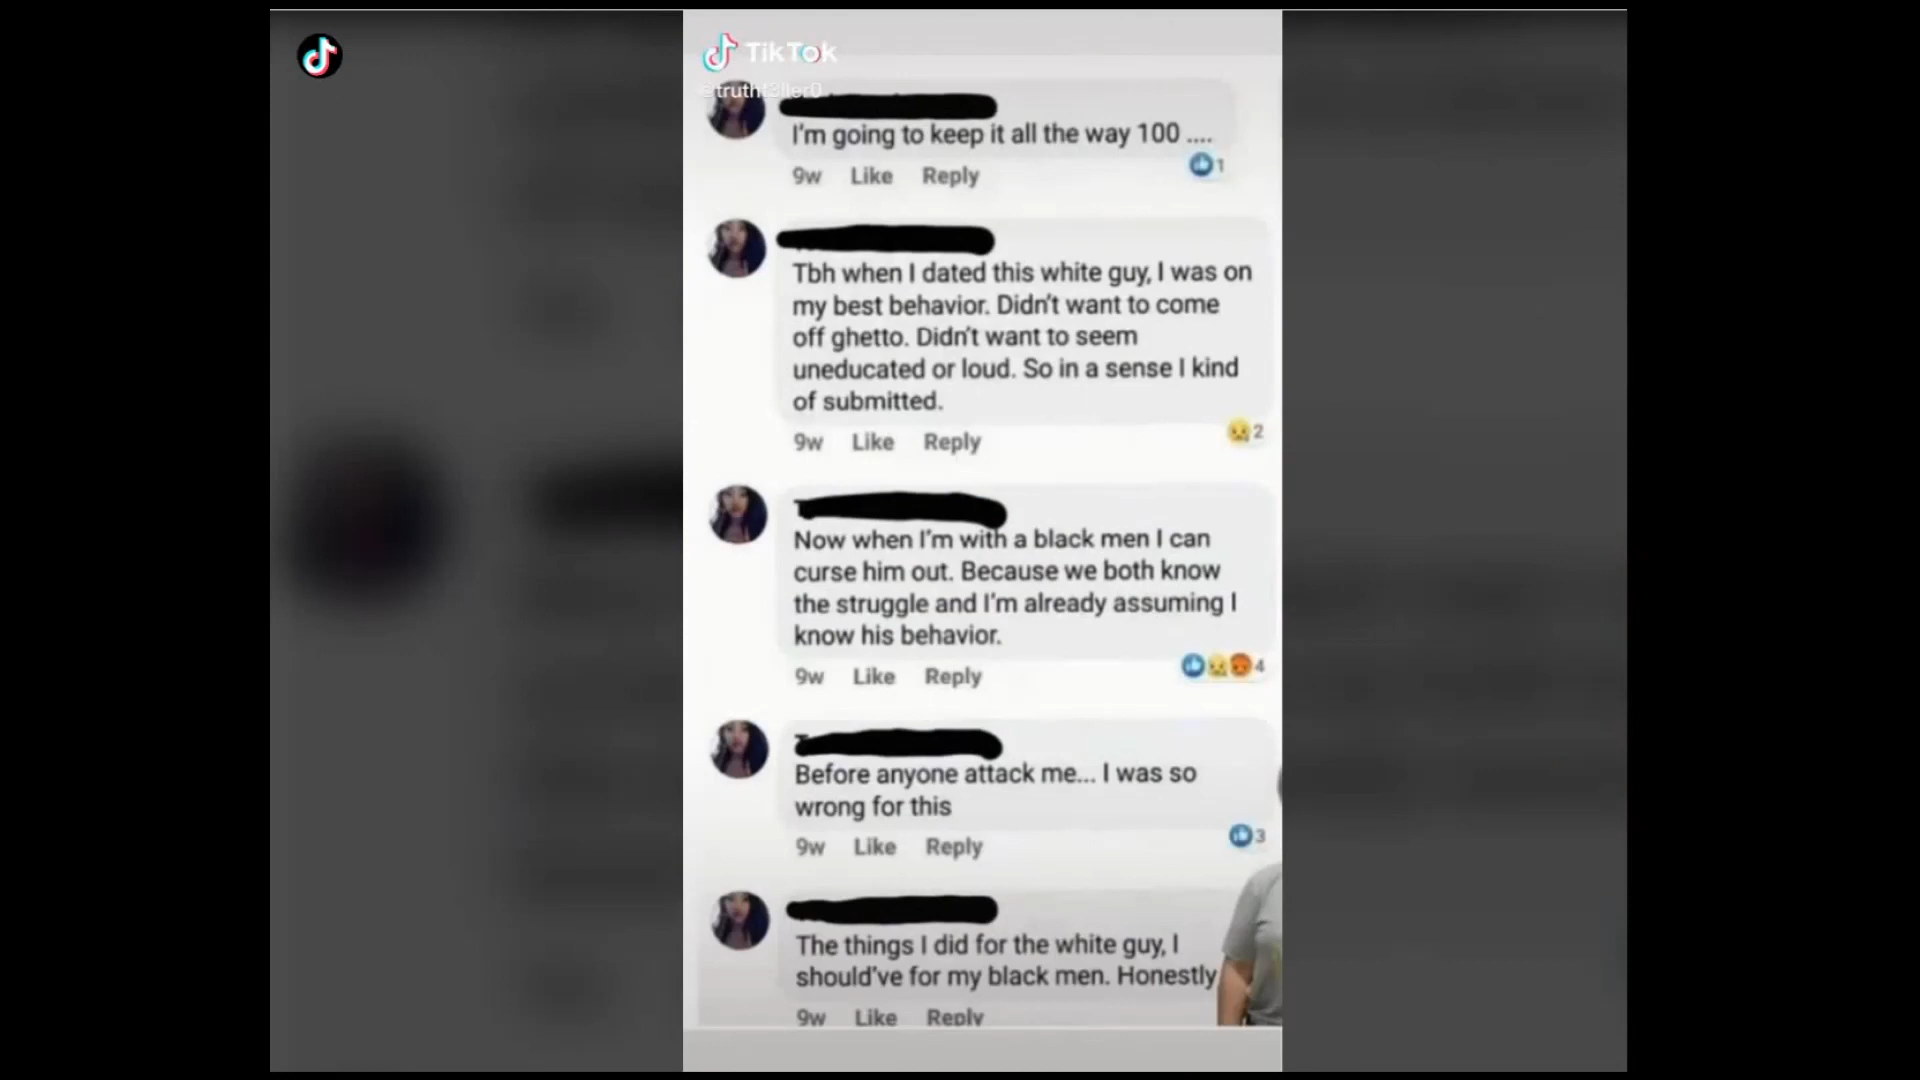 TikTok
@trutht3ller0
I'm going to keep it all the way 100 ....
1
9w Like Reply
Tbh when I dated this white guy, I was on
my best behavior. Didn't want to come
off ghetto. Didn't want to seem
uneducated or loud. So in a sense I kind
of submitted.
2
9w Like Reply
Now when I'm with a black men I can
curse him out. Because we both know
the struggle and I'm already assuming I
know his behavior.
4
9w Like Reply
Before anyone attack me... I was so
wrong for this
3
9w Like Reply
The things I did for the white guy, I
should've for my black men. Honestly
9w Like Reply